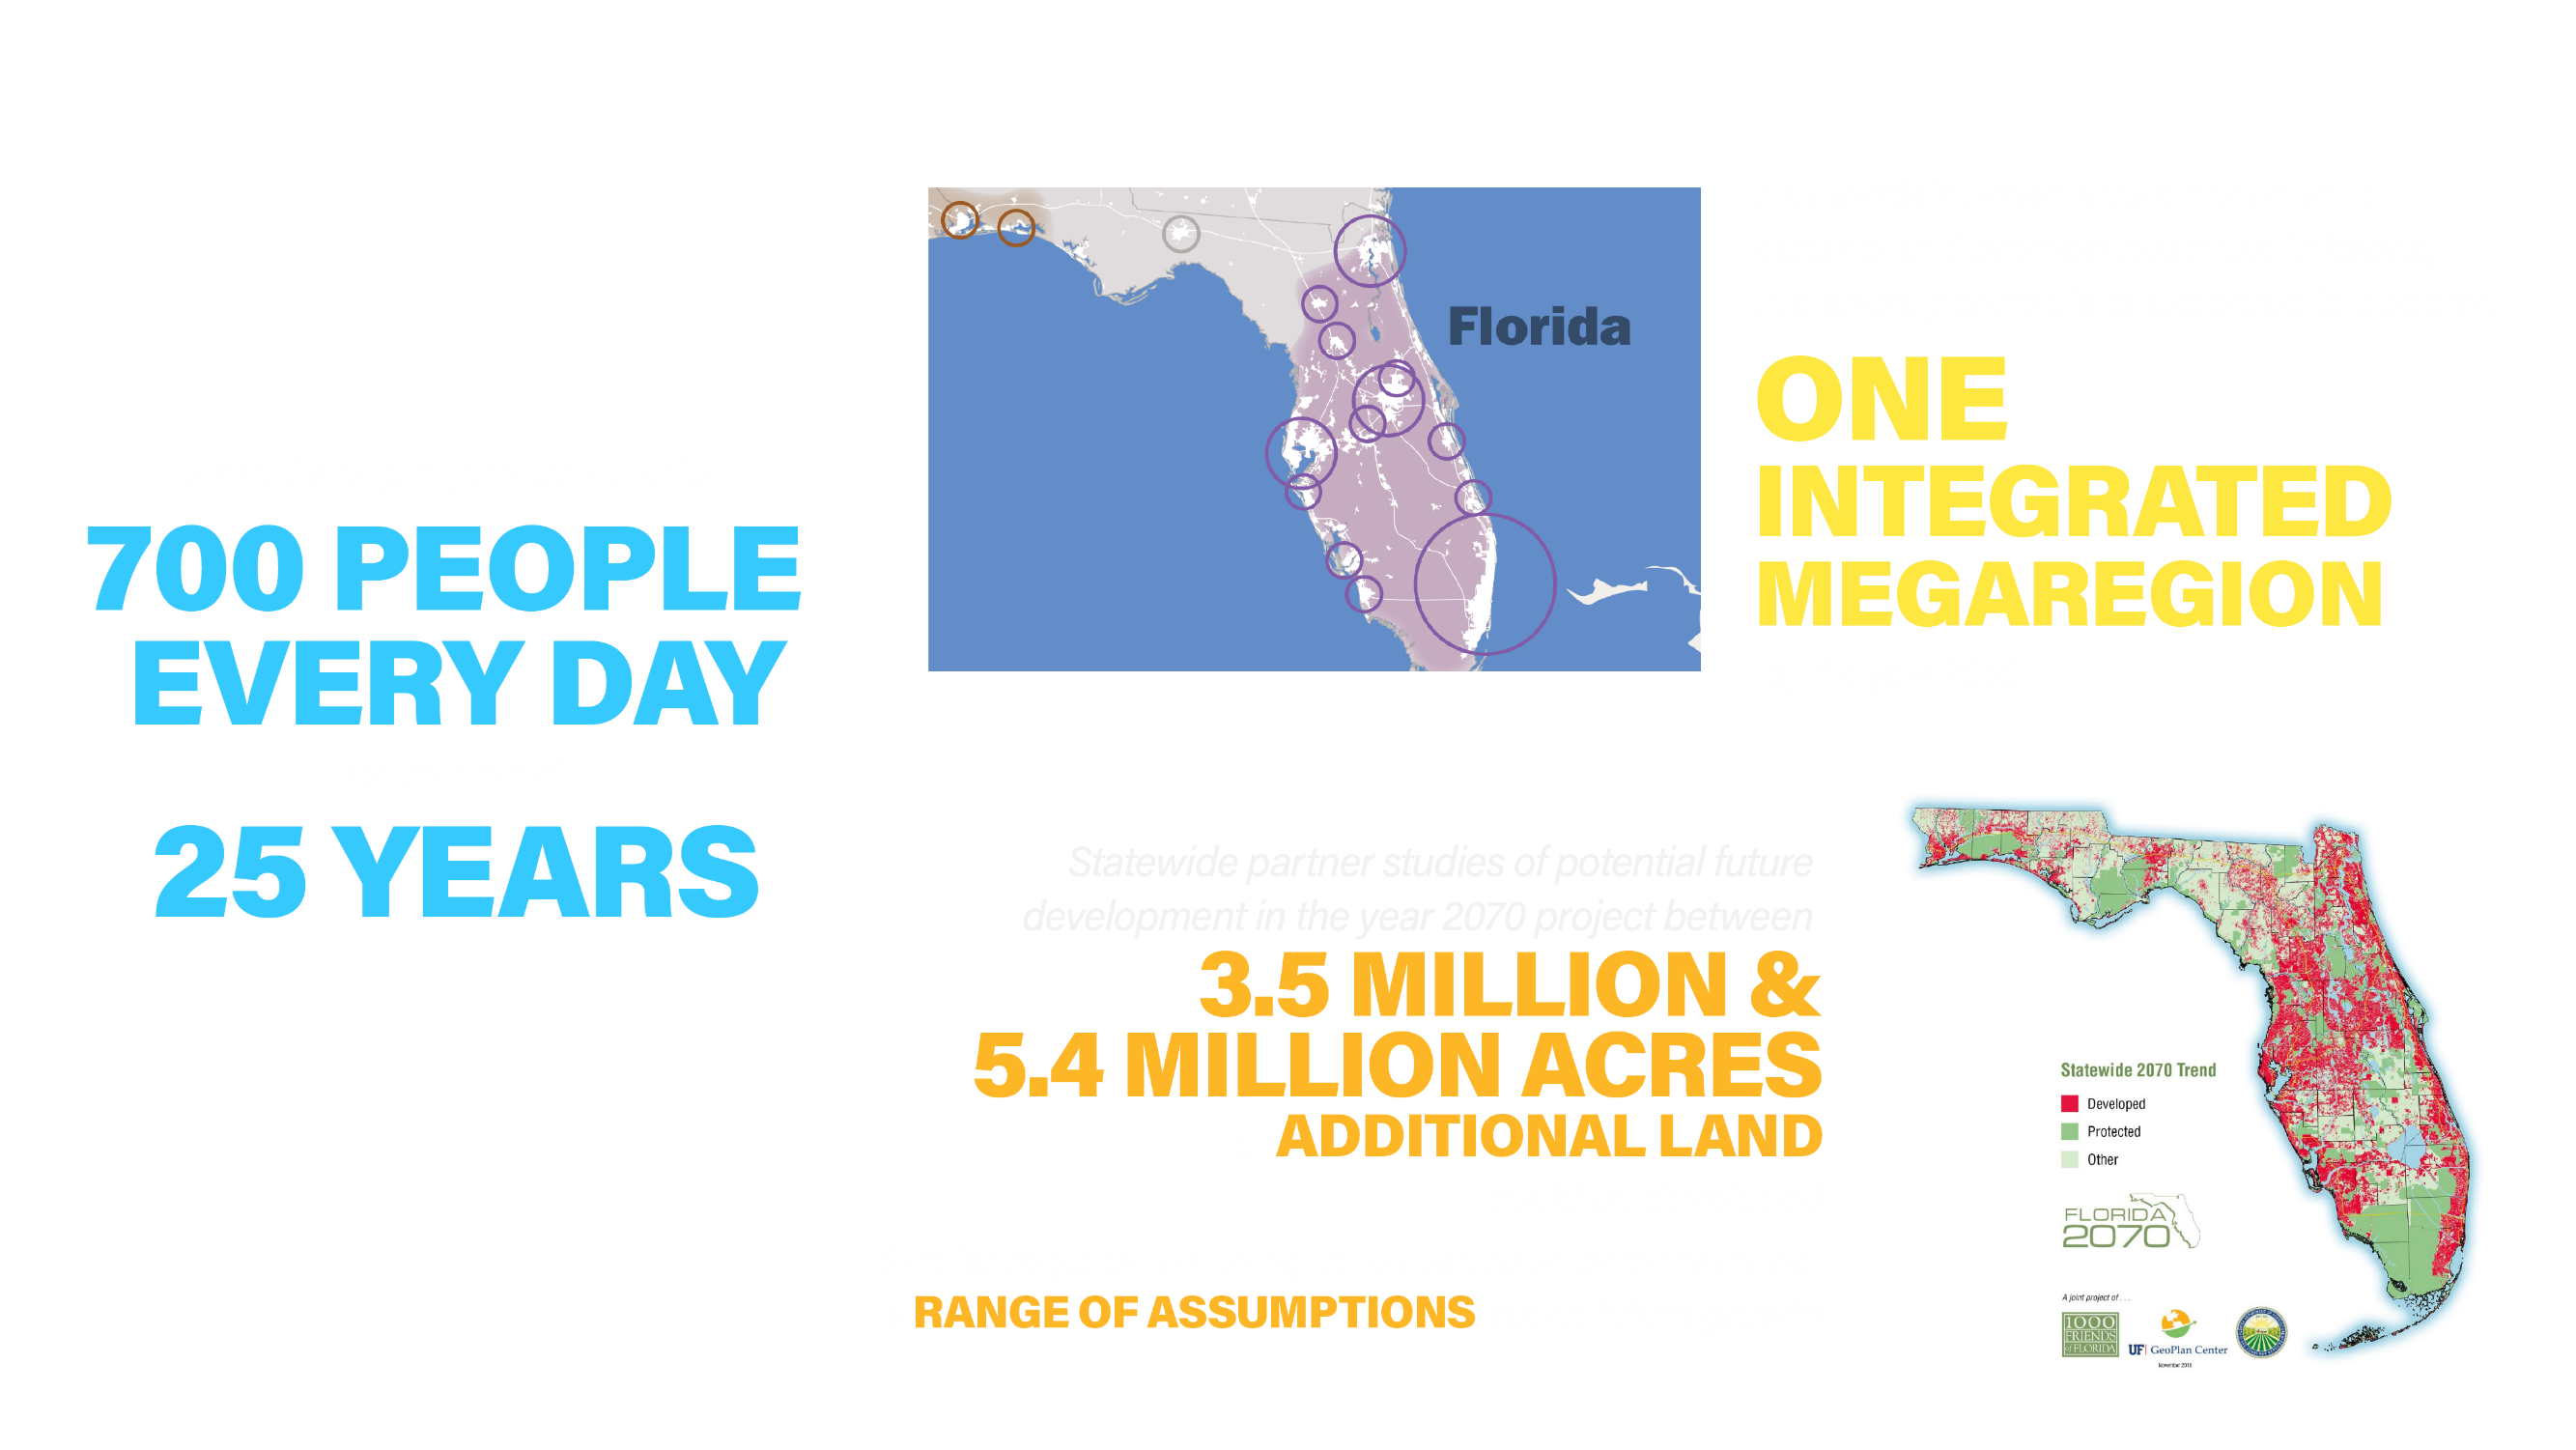 700 PEOPLE
EVERY DAY
25 YEARS
Florida
ONE
INTEGRATED
MEGAREGION
Statewide partner studies of potential future
development in the year 2070 project between
3.5 MILLION &
5.4 MILLION ACRES
ADDITIONAL LAND
RANGE OF ASSUMPTIONS
Statewide 2070 Trend
Developed
Protected
Other
FLORIDA
2070
A joint project of . . .
1000
FRIENDS
of FLORIDA
UF GeoPlan Center